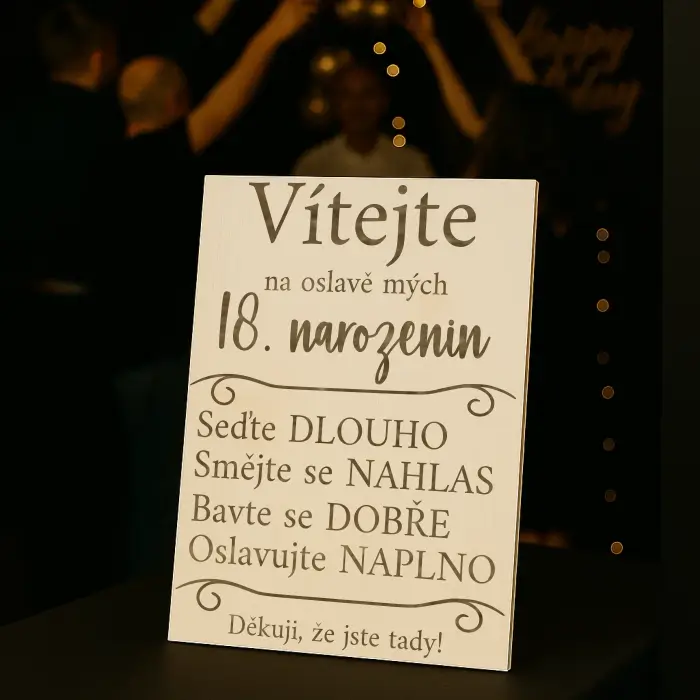 Happy
Vítejte
na oslavě mých
18. narozenin
Seďte DLOUHO
Smějte se NAHLAS
Bavte se DOBŘE
Oslavujte NAPLNO
Děkuji, že jste tady!